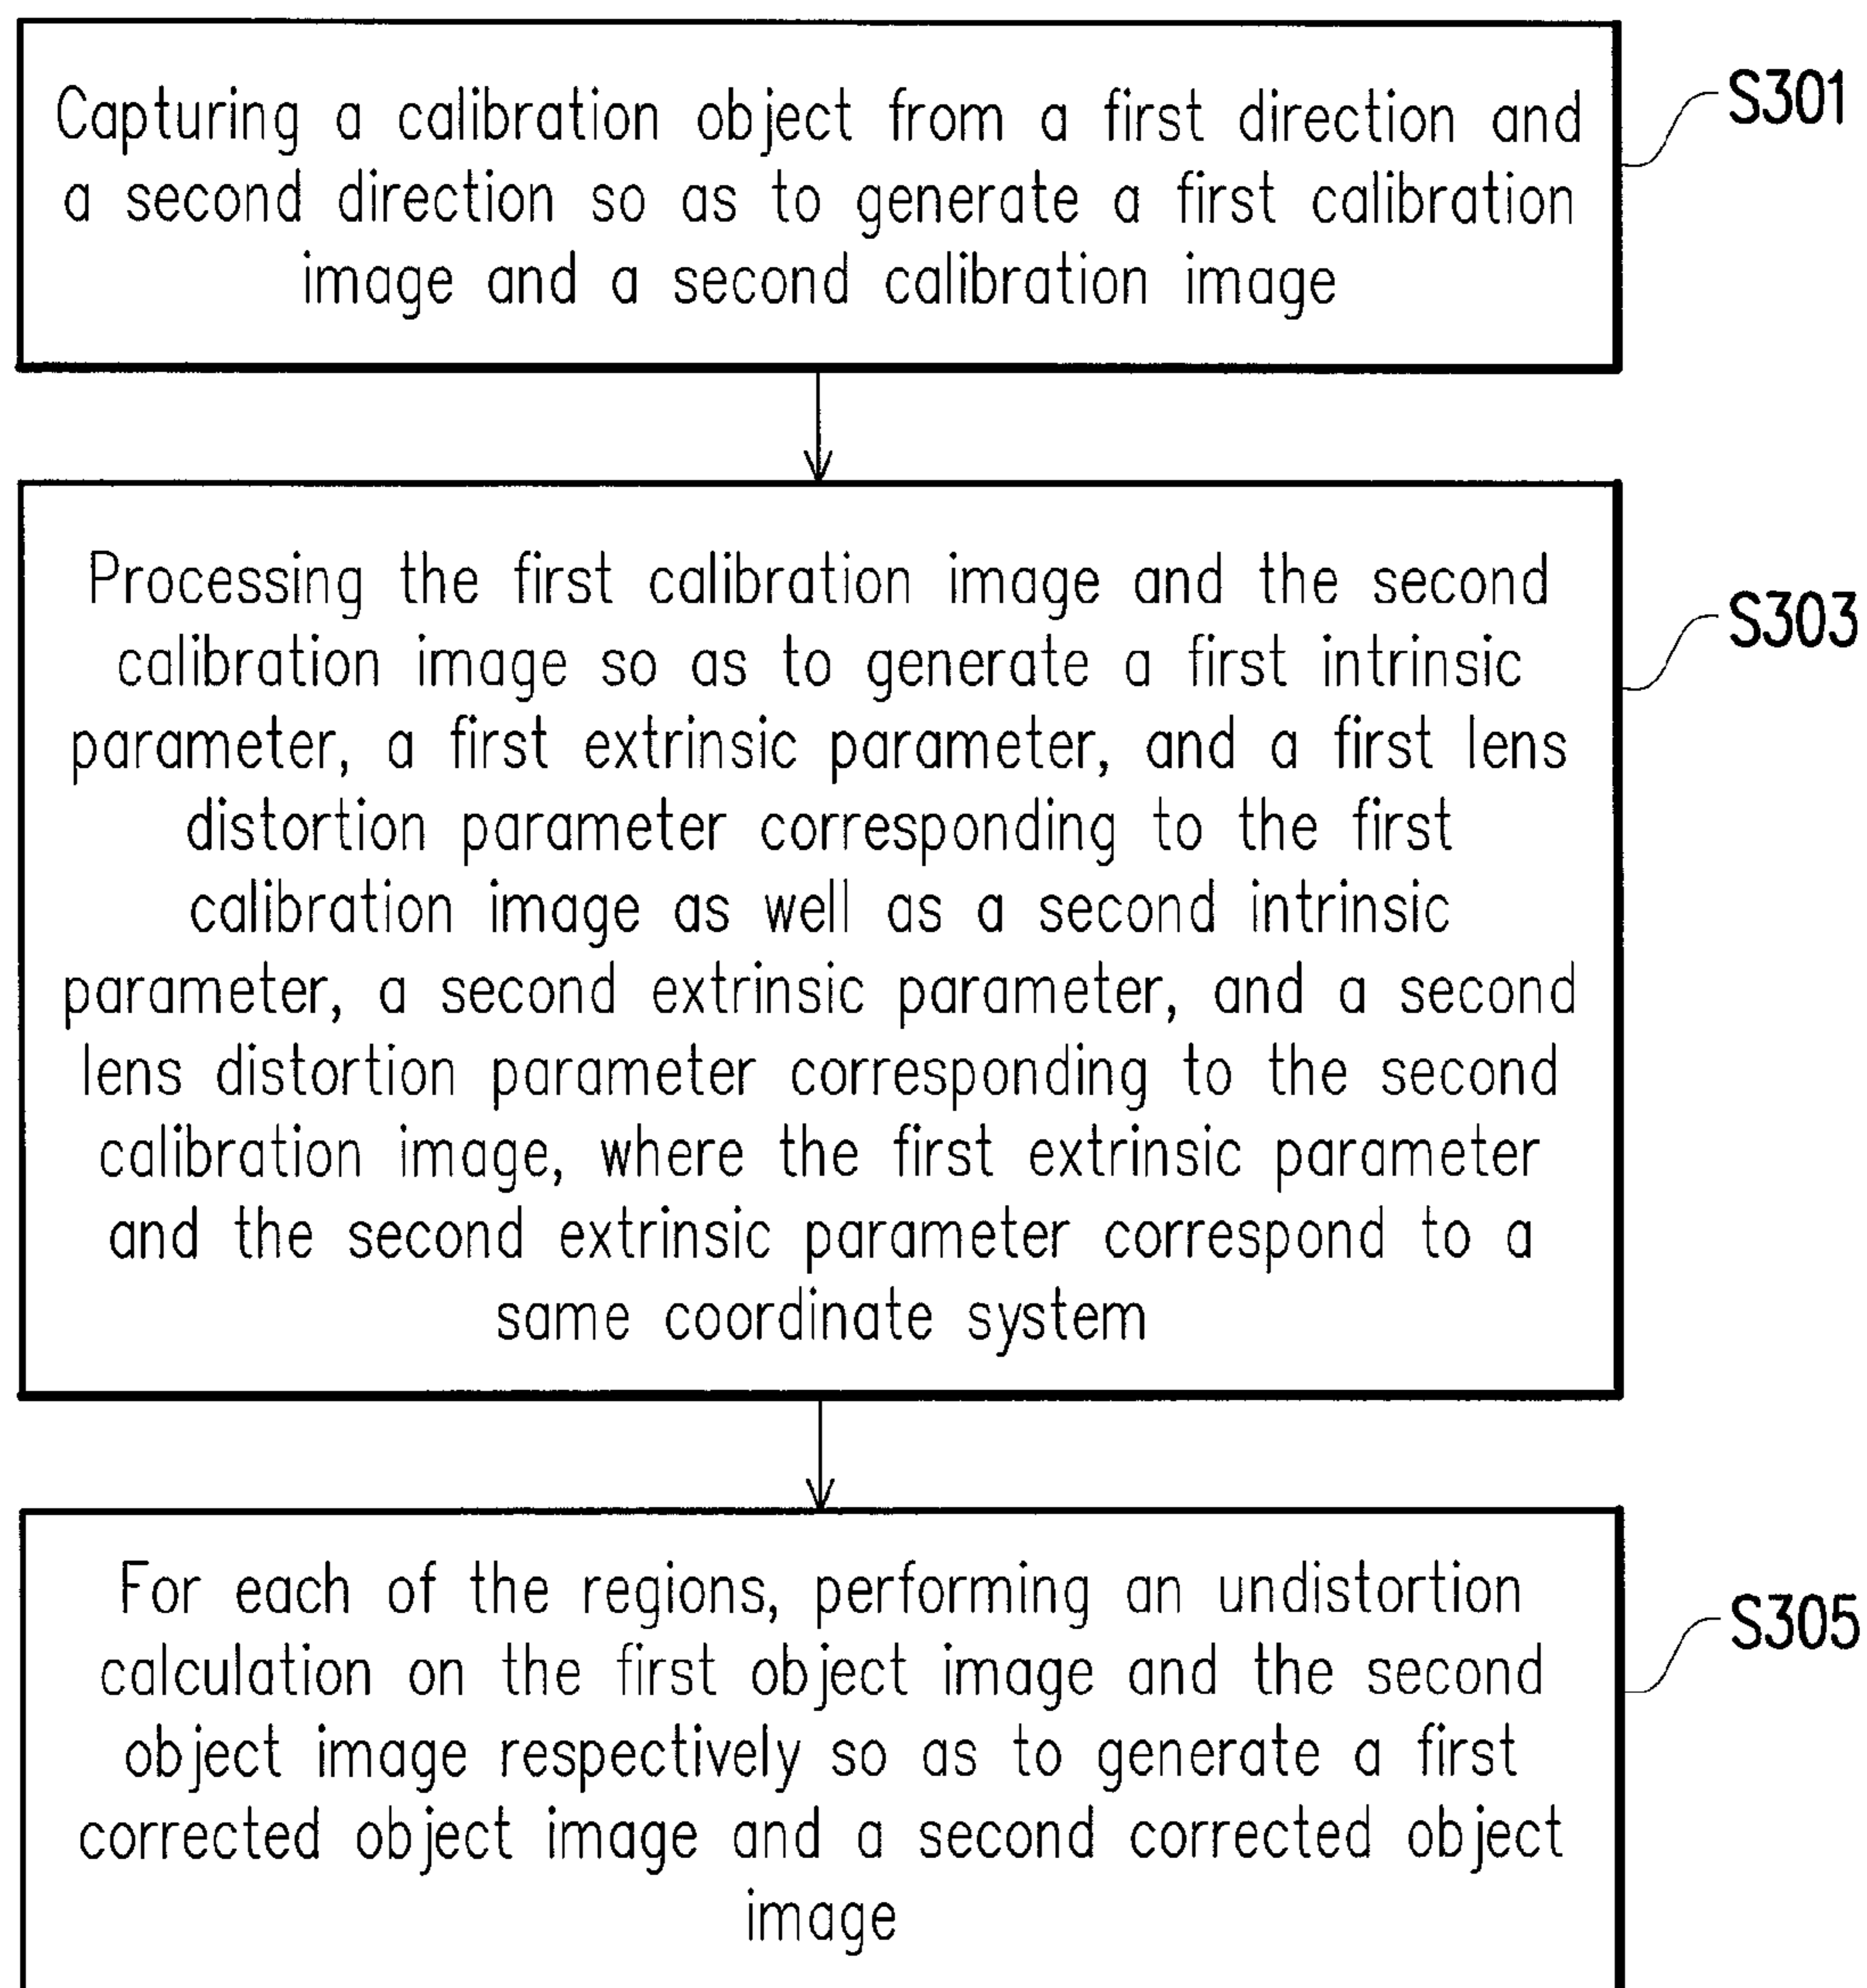 Capturing a calibration object from a first direction and
a second direction so as to generate a first calibration
image and a second calibration image
S301
Processing the first calibration image and the second
calibration image so as to generate a first intrinsic
parameter, a first extrinsic parameter, and a first lens
distortion parameter corresponding to the first
calibration image as well as a second intrinsic
parameter, a second extrinsic parameter, and a second
lens distortion parameter corresponding to the second
calibration image, where the first extrinsic parameter
and the second extrinsic parameter correspond to a
same coordinate system
S303
For each of the regions, performing an undistortion
calculation on the first object image and the second
object image respectively so as to generate a first
corrected object image and a second corrected object
image
S305